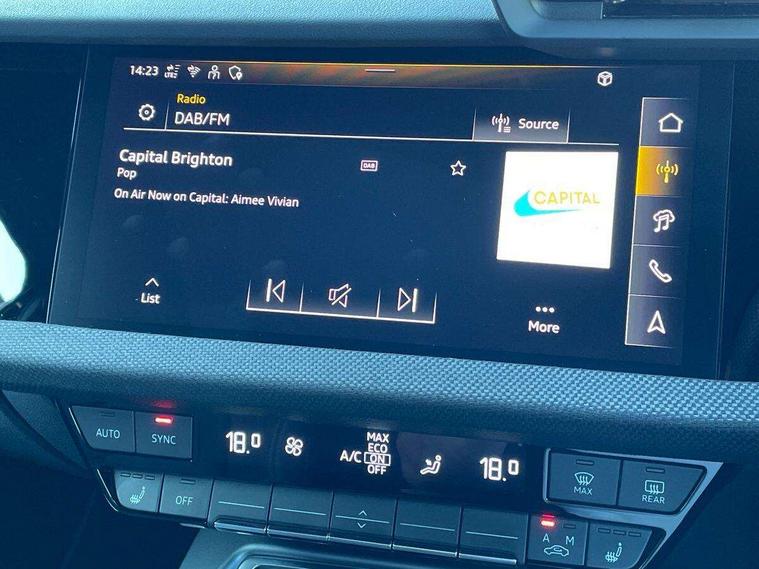 14:23 LTE
Radio
DAB/FM
Source
Capital Brighton
DAB
Pop
On Air Now on Capital: Aimee Vivian
CAPITAL
List
More
AUTO
SYNC
18.0
A/C
MAX
ECO
ON
OFF
18.0
MAX
REAR
OFF
A M